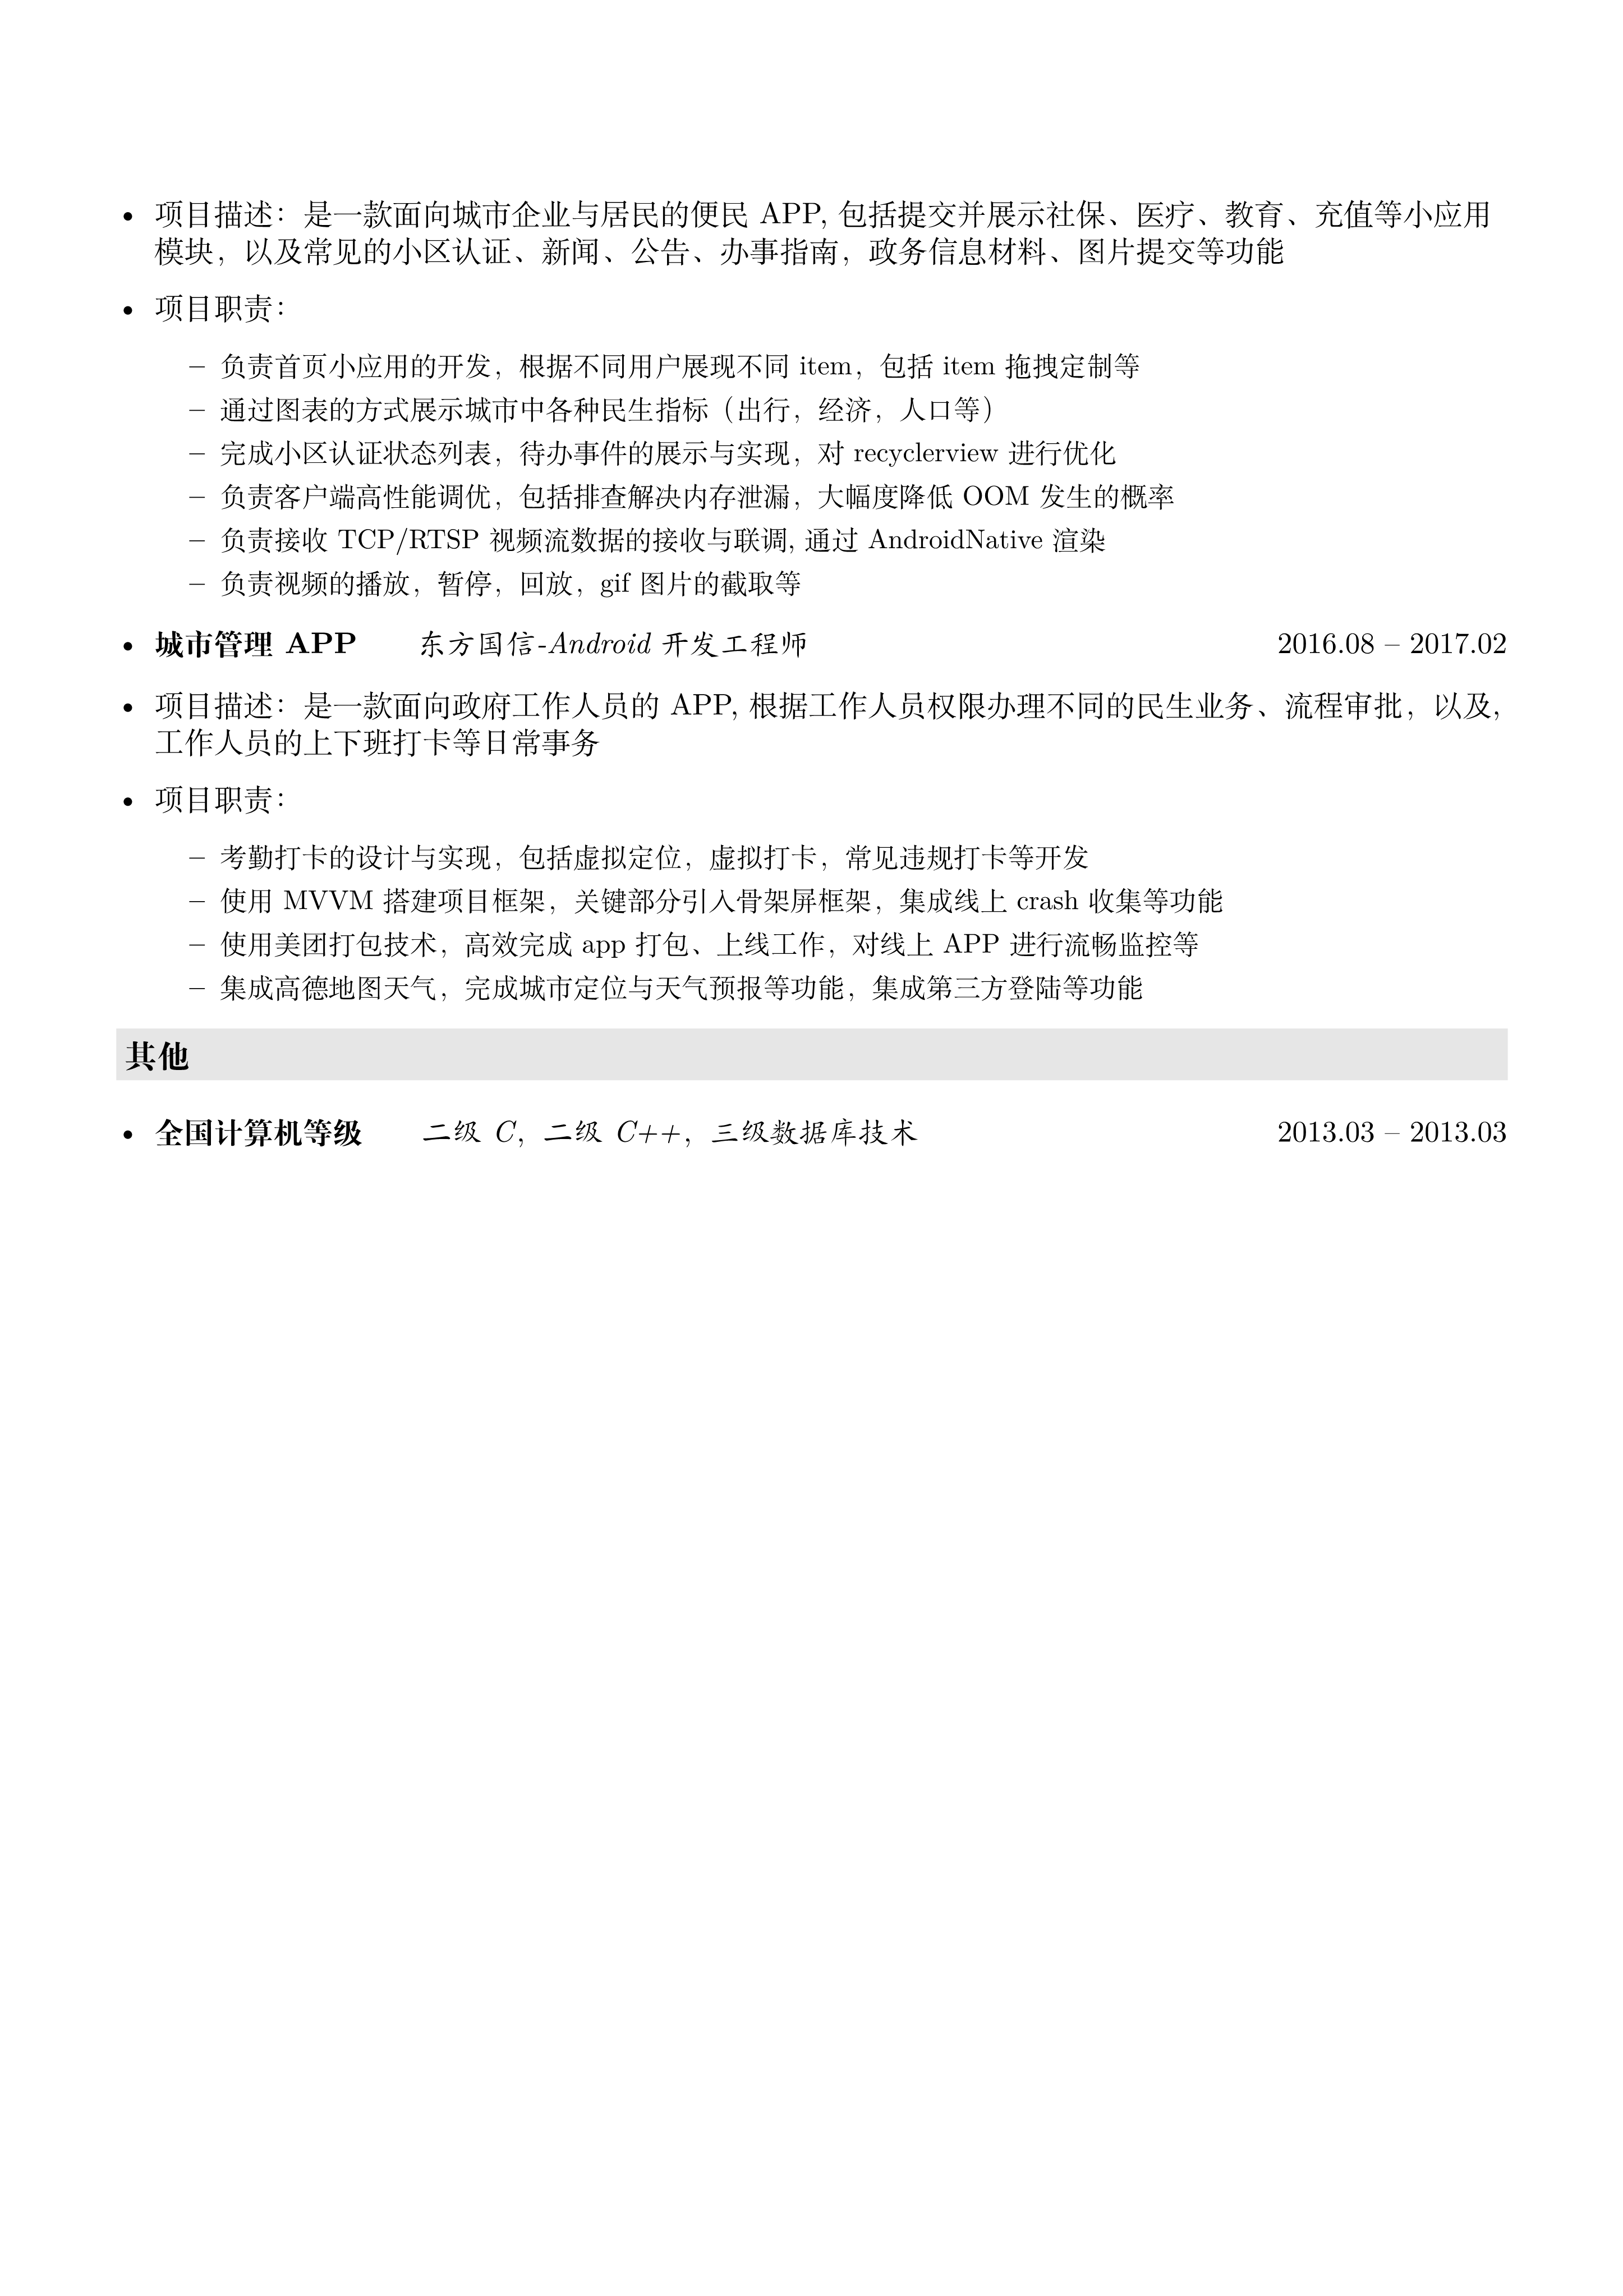 • 项目描述：是一款面向城市企业与居民的便民 APP, 包括提交并展示社保、医疗、教育、充值等小应用
模块，以及常见的小区认证、新闻、公告、办事指南，政务信息材料、图片提交等功能
• 项目职责：
– 负责首页小应用的开发，根据不同用户展现不同 item，包括 item 拖拽定制等
– 通过图表的方式展示城市中各种民生指标（出行，经济，人口等）
– 完成小区认证状态列表，待办事件的展示与实现，对 recyclerview 进行优化
– 负责客户端高性能调优，包括排查解决内存泄漏，大幅度降低 OOM 发生的概率
– 负责接收 TCP/RTSP 视频流数据的接收与联调, 通过 AndroidNative 渲染
– 负责视频的播放，暂停，回放，gif 图片的截取等
• 城市管理 APP 东方国信-Android 开发工程师 2016.08 – 2017.02
• 项目描述：是一款面向政府工作人员的 APP, 根据工作人员权限办理不同的民生业务、流程审批，以及，
工作人员的上下班打卡等日常事务
• 项目职责：
– 考勤打卡的设计与实现，包括虚拟定位，虚拟打卡，常见违规打卡等开发
– 使用 MVVM 搭建项目框架，关键部分引入骨架屏框架，集成线上 crash 收集等功能
– 使用美团打包技术，高效完成 app 打包、上线工作，对线上 APP 进行流畅监控等
– 集成高德地图天气，完成城市定位与天气预报等功能，集成第三方登陆等功能
其他
• 全国计算机等级 二级 C，二级 C++，三级数据库技术 2013.03 – 2013.03